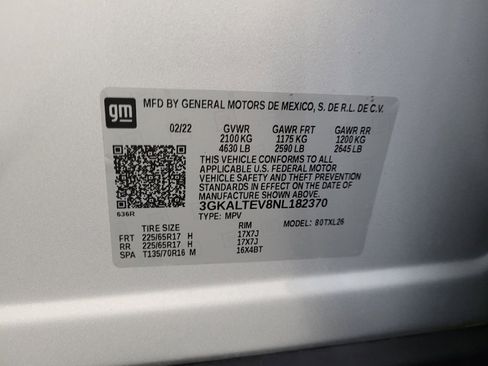 gm
MFD BY GENERAL MOTORS DE MEXICO, S. DE R.L. DE C.V.
02/22 GVWR GAWR FRT GAWR RR
2100 KG 1175 KG 1200 KG
4630 LB 2590 LB 2645 LB
THIS VEHICLE CONFORMS TO ALL
APPLICABLE U.S. FEDERAL MOTOR
VEHICLE SAFETY AND THEFT PREVENTION
STANDARDS IN EFFECT ON THE DATE OF
MANUFACTURE SHOWN ABOVE.
3GKALTEV8NL182370
636R TYPE: MPV MODEL: 80TXL26
TIRE SIZE RIM
FRT 225/65R17 H 17X7J
RR 225/65R17 H 17X7J
SPA T135/70R16 M 16X4BT